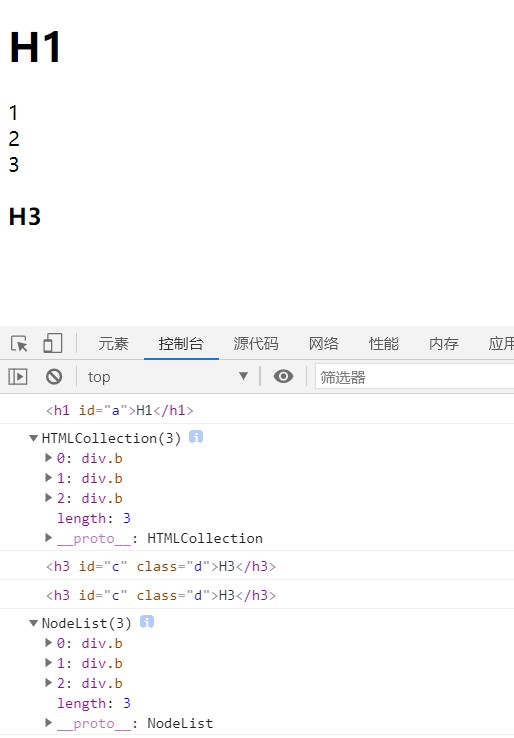 H1
1
2
3
H3
元素 控制台 源代码 网络 性能 内存 应用
top 筛选器
<h1 id="a">H1</h1>
HTMLCollection(3) i
0: div.b
1: div.b
2: div.b
length: 3
__proto__: HTMLCollection
<h3 id="c" class="d">H3</h3>
<h3 id="c" class="d">H3</h3>
NodeList(3) i
0: div.b
1: div.b
2: div.b
length: 3
__proto__: NodeList